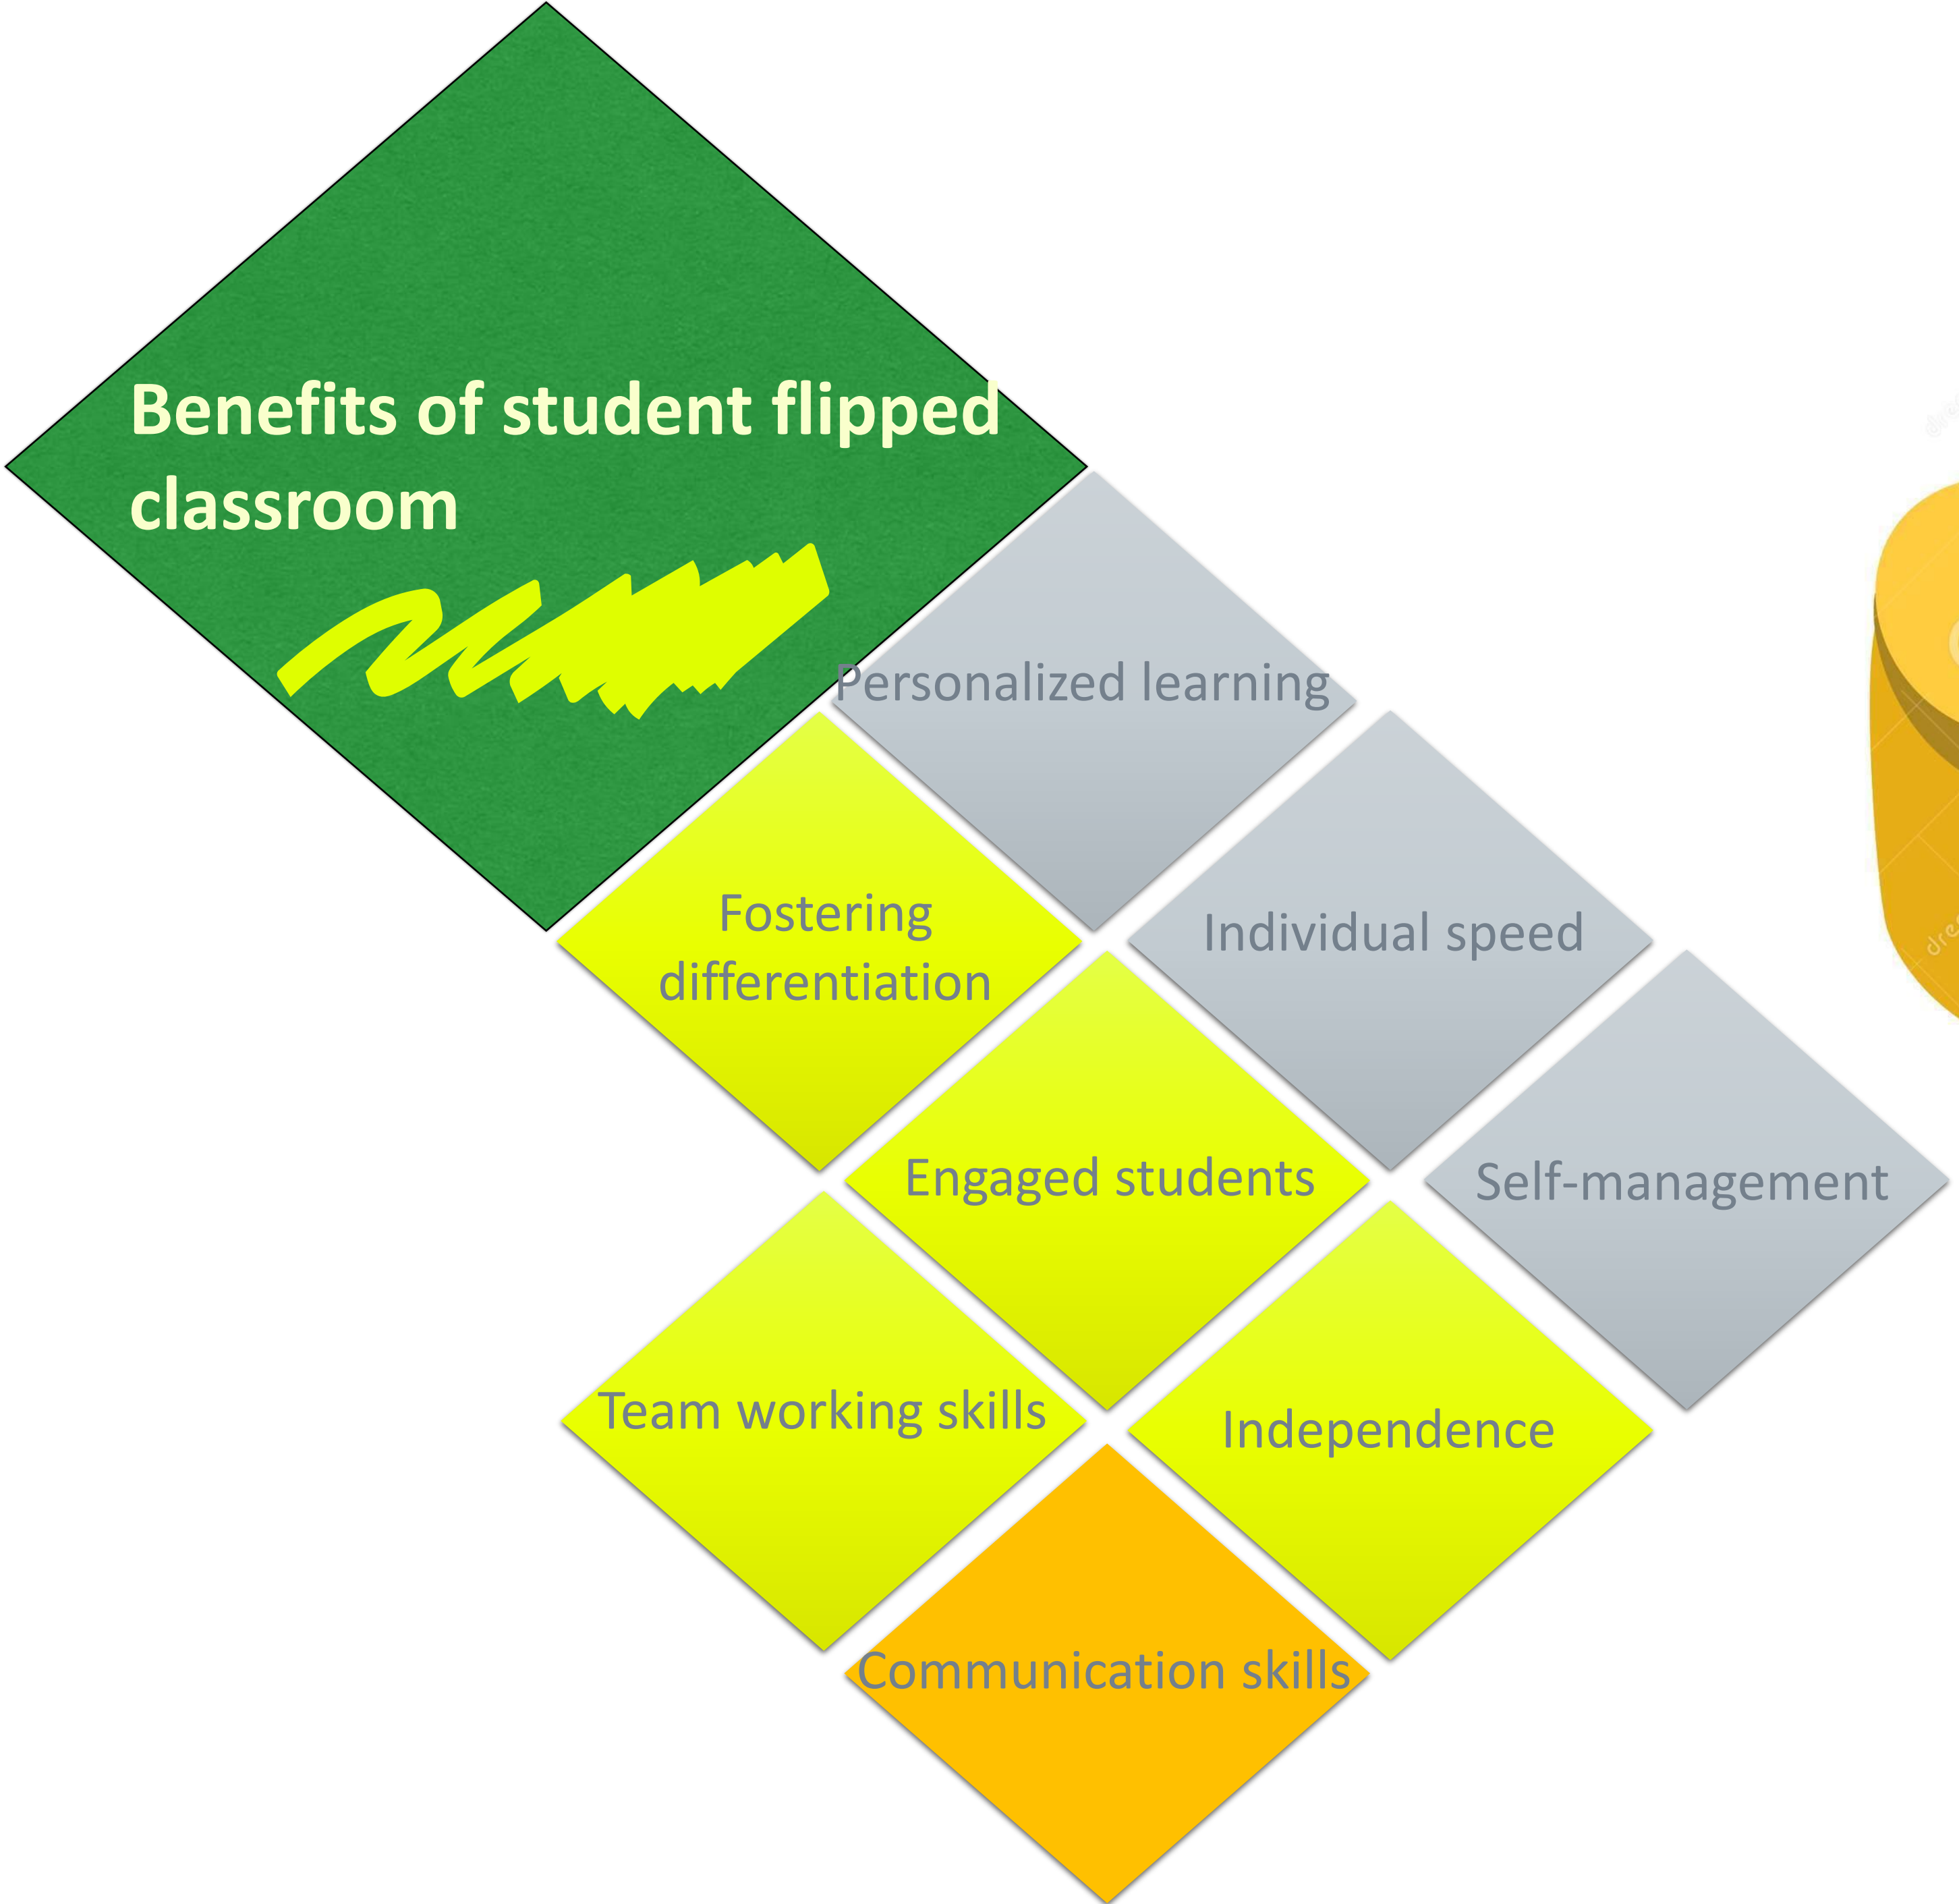 Benefits of student flipped
classroom
Personalized learning
Fostering
differentiation
Individual speed
Engaged students
Self-management
Team working skills
Independence
Communication skills